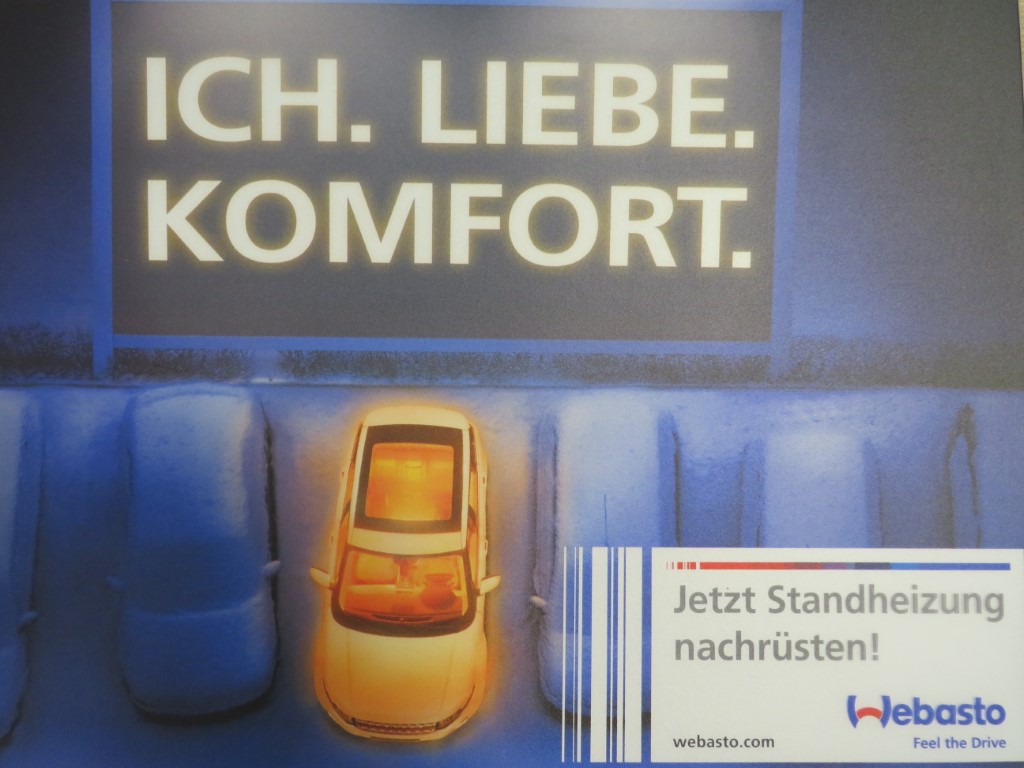 ICH. LIEBE.
KOMFORT.
Jetzt Standheizung
nachrüsten!
Webasto
webasto.com
Feel the Drive